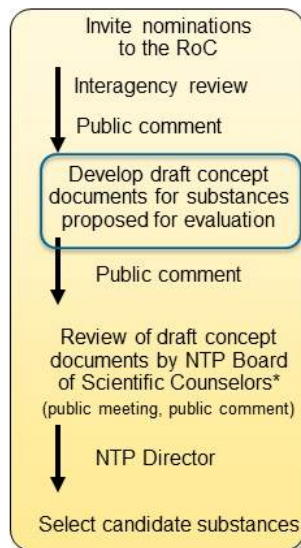 Invite nominations
to the RoC
Interagency review
Public comment
Develop draft concept
documents for substances
proposed for evaluation
Public comment
Review of draft concept
documents by NTP Board
of Scientific Counselors*
(public meeting, public comment)
NTP Director
Select candidate substances